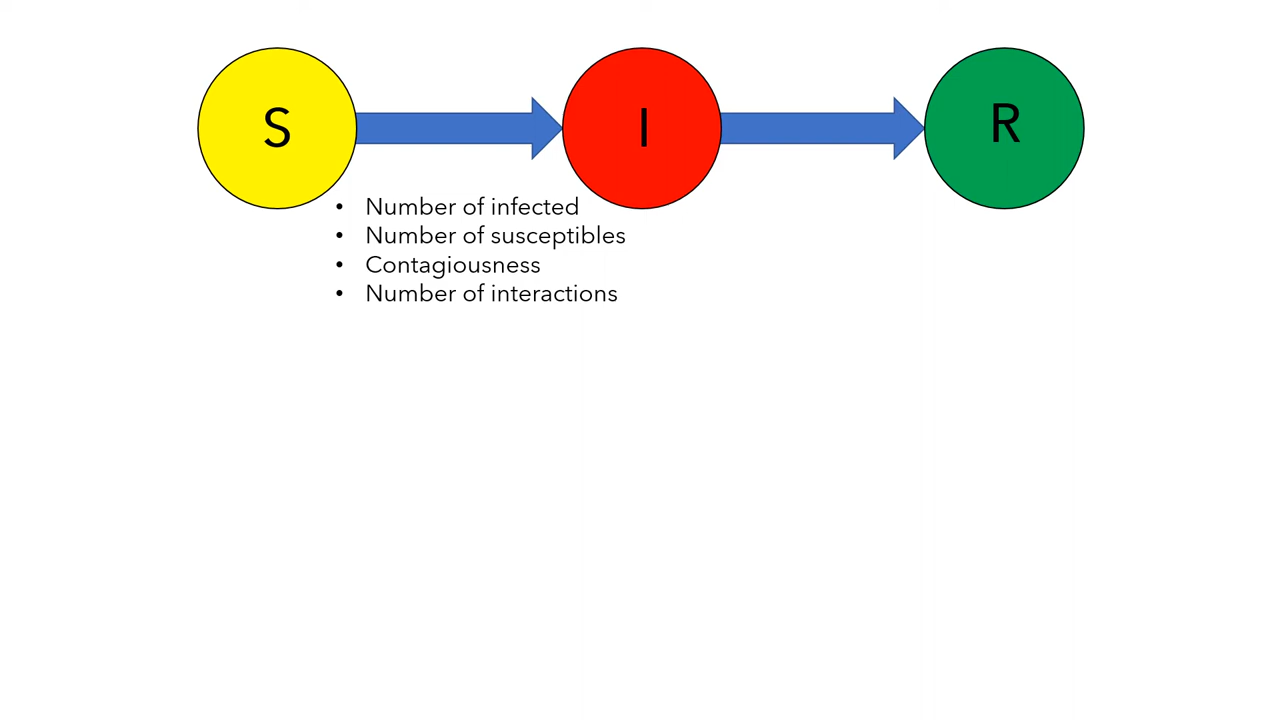 S
I
R
• Number of infected
• Number of susceptibles
• Contagiousness
• Number of interactions